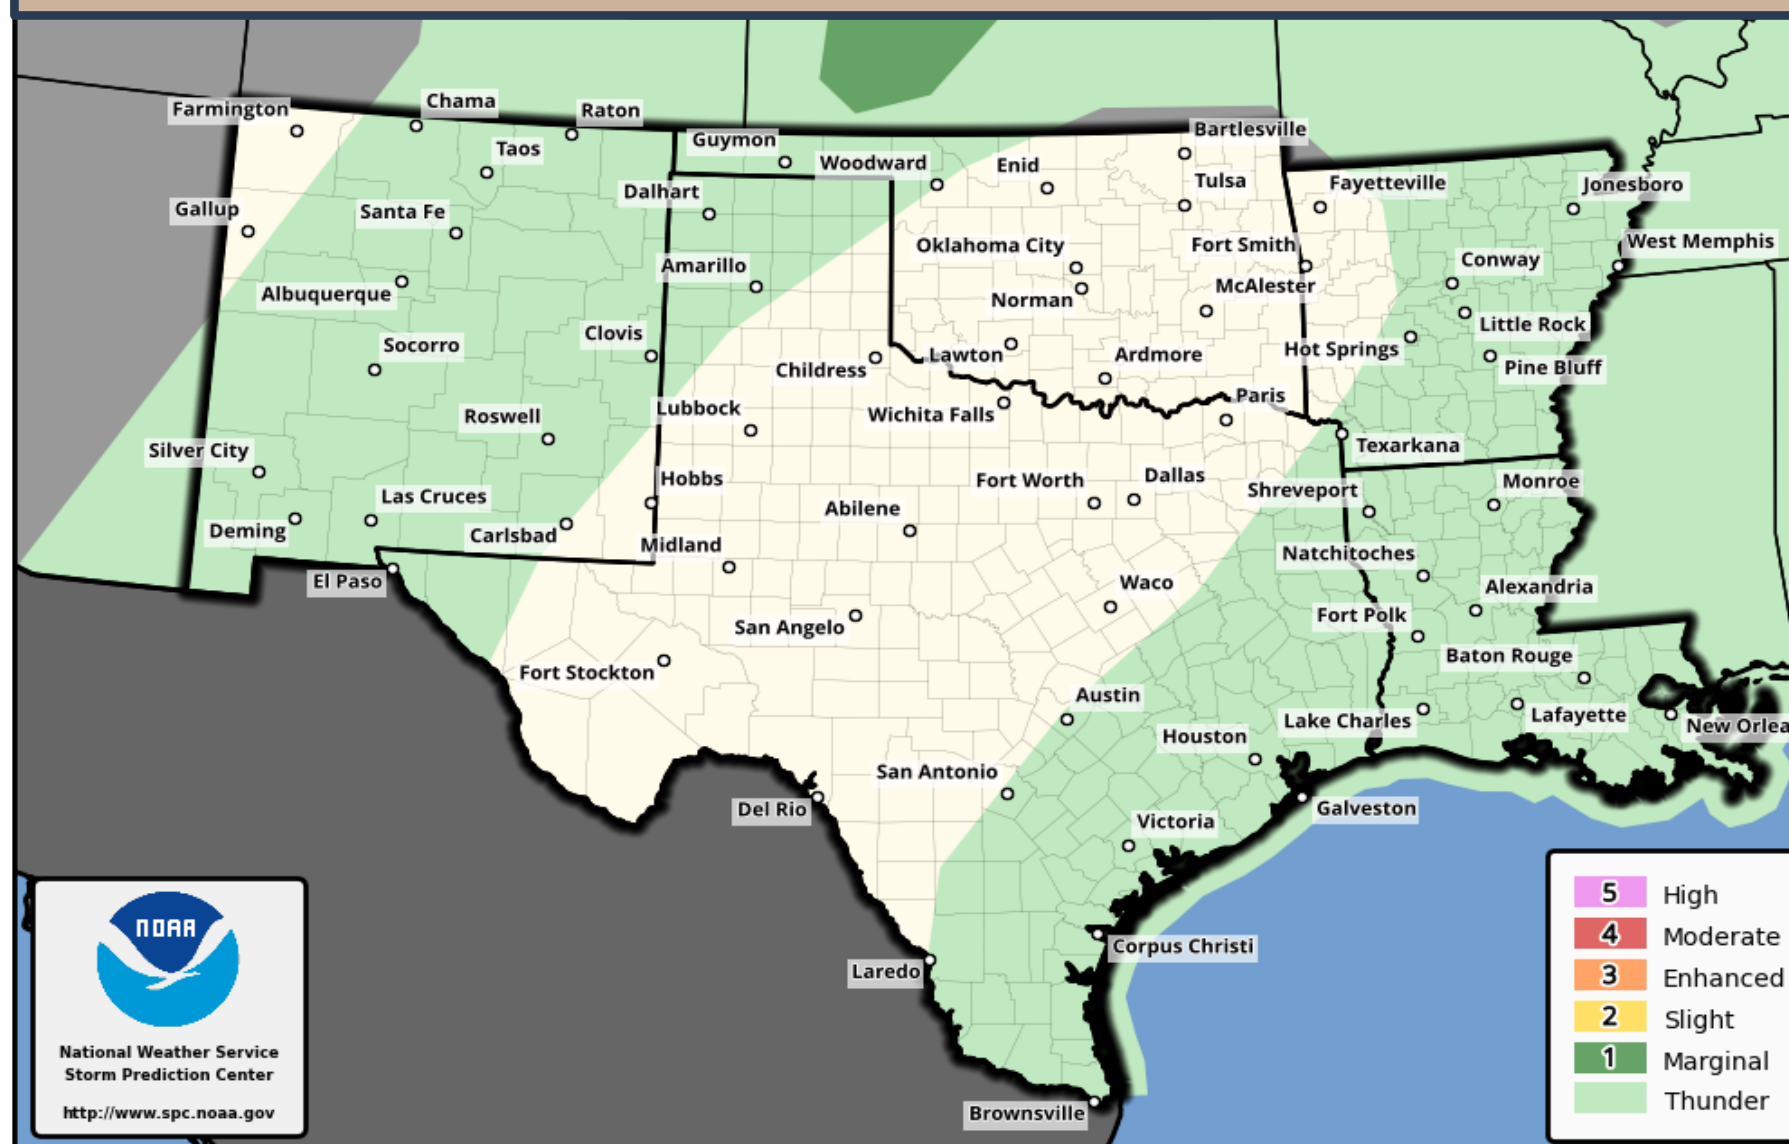 Farmington
Chama
Raton
Guymon
Bartlesville
Taos
Woodward
Enid
Tulsa
Fayetteville
Jonesboro
Gallup
Santa Fe
Dalhart
Oklahoma City
Fort Smith
West Memphis
Amarillo
Conway
Albuquerque
Norman
McAlester
Socorro
Clovis
Little Rock
Childress
Lawton
Ardmore
Hot Springs
Pine Bluff
Roswell
Lubbock
Wichita Falls
Paris
Silver City
Texarkana
Hobbs
Fort Worth
Dallas
Shreveport
Monroe
Las Cruces
Abilene
Deming
Carlsbad
Midland
Natchitoches
El Paso
Waco
Alexandria
San Angelo
Fort Polk
Fort Stockton
Baton Rouge
Austin
Lake Charles
Lafayette
New Orlea
Houston
San Antonio
Del Rio
Galveston
Victoria
Corpus Christi
Laredo
Brownsville
NOAA
National Weather Service
Storm Prediction Center
http://www.spc.noaa.gov
5 High
4 Moderate
3 Enhanced
2 Slight
1 Marginal
Thunder